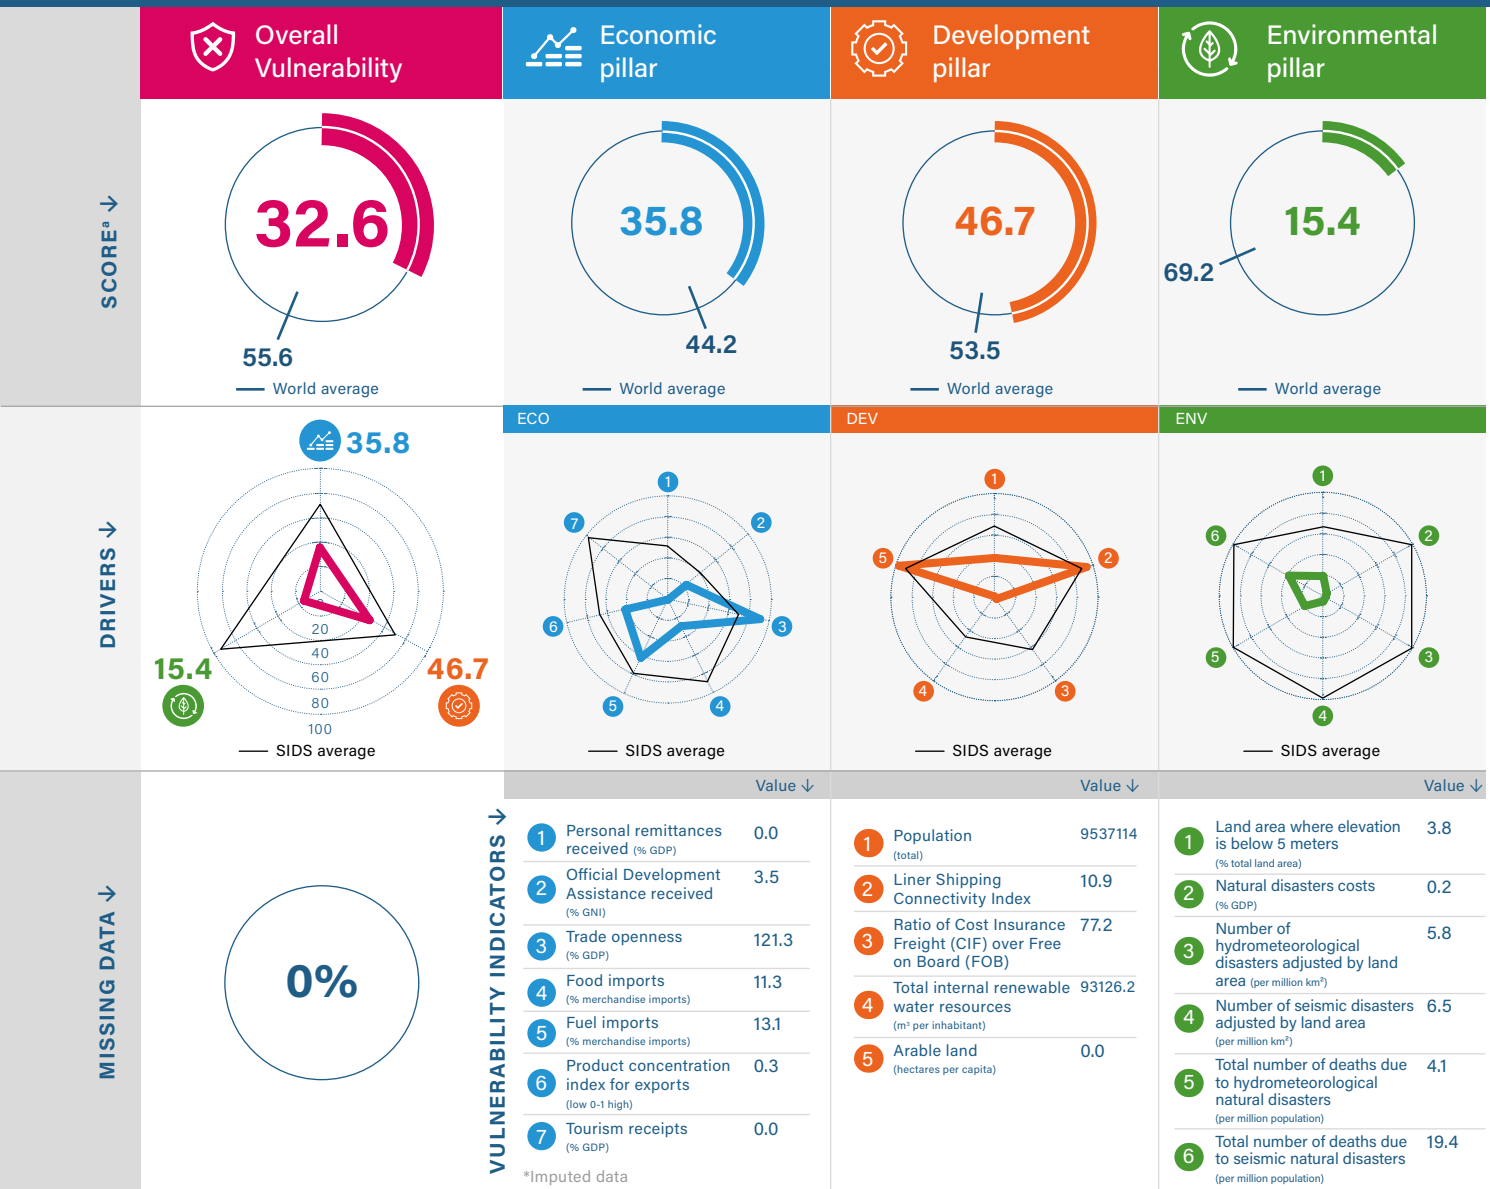 Overall
Vulnerability
Economic
pillar
Development
pillar
Environmental
pillar
SCOREª →
32.6
55.6
World average
35.8
44.2
World average
46.7
53.5
World average
15.4
69.2
World average
DRIVERS →
35.8
0
20
40
60
80
100
15.4
46.7
SIDS average
ECO
1
2
3
4
5
6
7
SIDS average
DEV
1
2
3
4
5
SIDS average
ENV
1
2
3
4
5
6
SIDS average
MISSING DATA →
0%
VULNERABILITY INDICATORS →
Value ↓
1 Personal remittances 0.0
received (% GDP)
2 Official Development 3.5
Assistance received
(% GNI)
3 Trade openness 121.3
(% GDP)
4 Food imports 11.3
(% merchandise imports)
5 Fuel imports 13.1
(% merchandise imports)
6 Product concentration 0.3
index for exports
(low 0-1 high)
7 Tourism receipts 0.0
(% GDP)
*Imputed data
Value ↓
1 Population 9537114
(total)
2 Liner Shipping 10.9
Connectivity Index
3 Ratio of Cost Insurance 77.2
Freight (CIF) over Free
on Board (FOB)
4 Total internal renewable 93126.2
water resources
(m³ per inhabitant)
5 Arable land 0.0
(hectares per capita)
Value ↓
1 Land area where elevation 3.8
is below 5 meters
(% total land area)
2 Natural disasters costs 0.2
(% GDP)
3 Number of 5.8
hydrometeorological
disasters adjusted by land
area (per million km²)
4 Number of seismic disasters 6.5
adjusted by land area
(per million km²)
5 Total number of deaths due 4.1
to hydrometeorological
natural disasters
(per million population)
6 Total number of deaths due 19.4
to seismic natural disasters
(per million population)